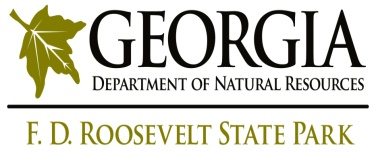 GEORGIA
DEPARTMENT OF NATURAL RESOURCES
F. D. ROOSEVELT STATE PARK